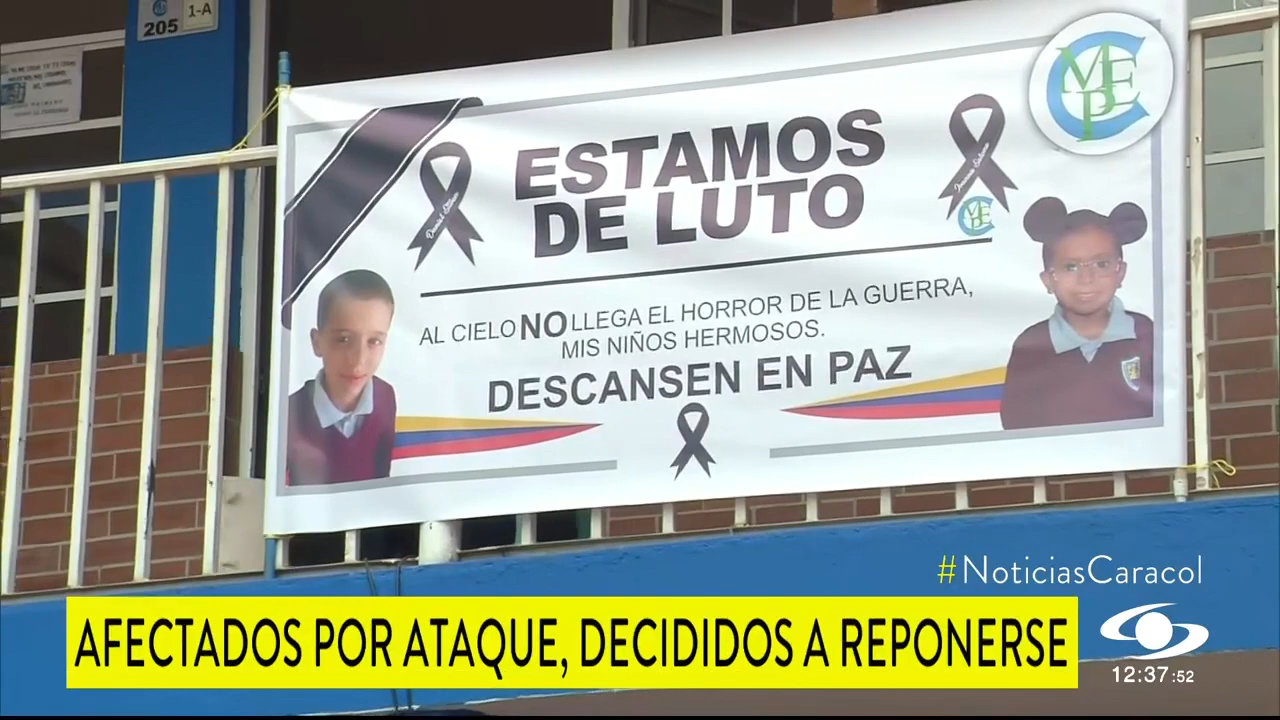 205
1-A
ESTAMOS
DE LUTO
AL CIELO NO LLEGA EL HORROR DE LA GUERRA,
MIS NIÑOS HERMOSOS.
DESCANSEN EN PAZ
#NoticiasCaracol
AFECTADOS POR ATAQUE, DECIDIDOS A REPONERSE
12:37:52